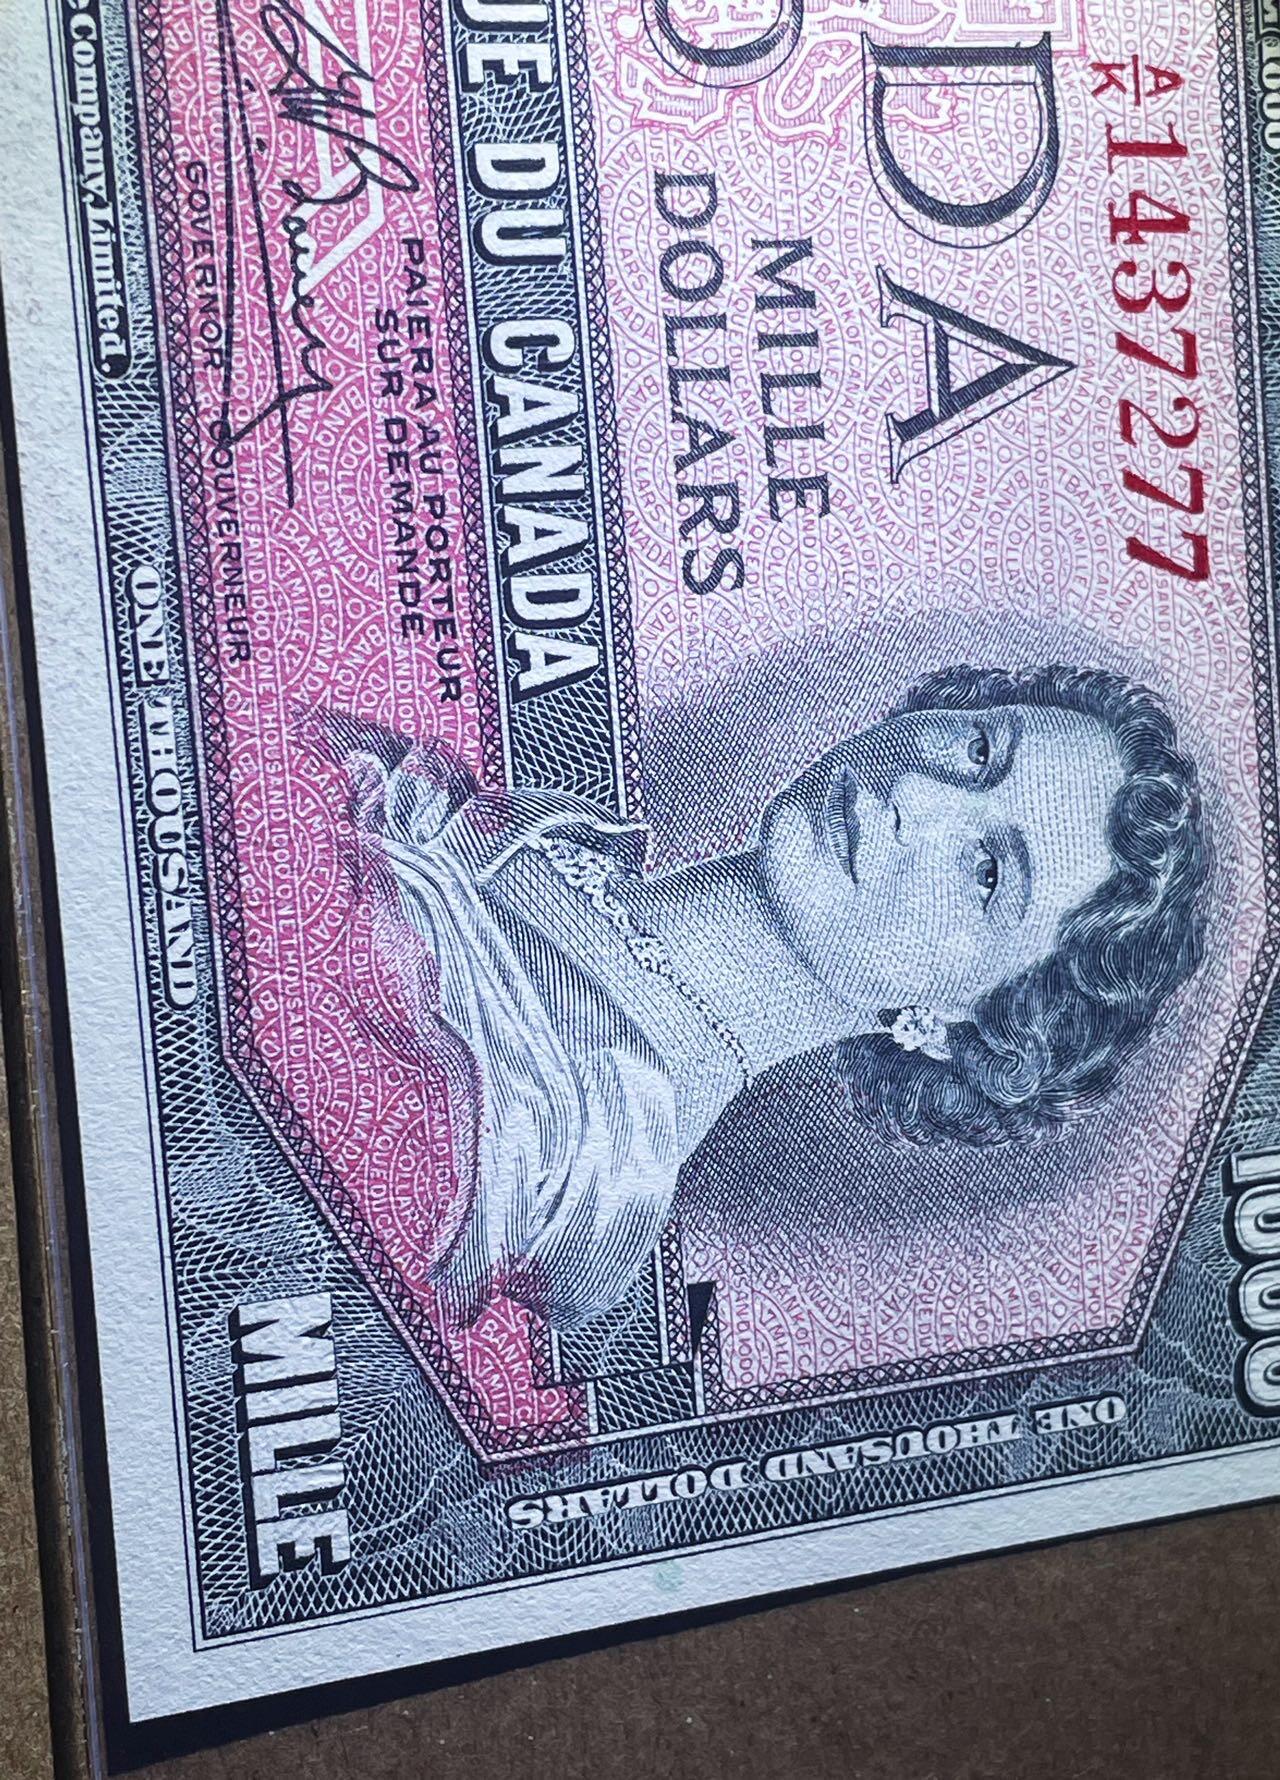 DA
A/K 1437277
MILLE
DOLLARS
UE DU CANADA
PAIERA AU PORTEUR
SUR DEMANDE
GOVERNOR - GOUVERNEUR
company, limited.
ONE THOUSAND
MILLE
ONE THOUSAND DOLLARS
1000